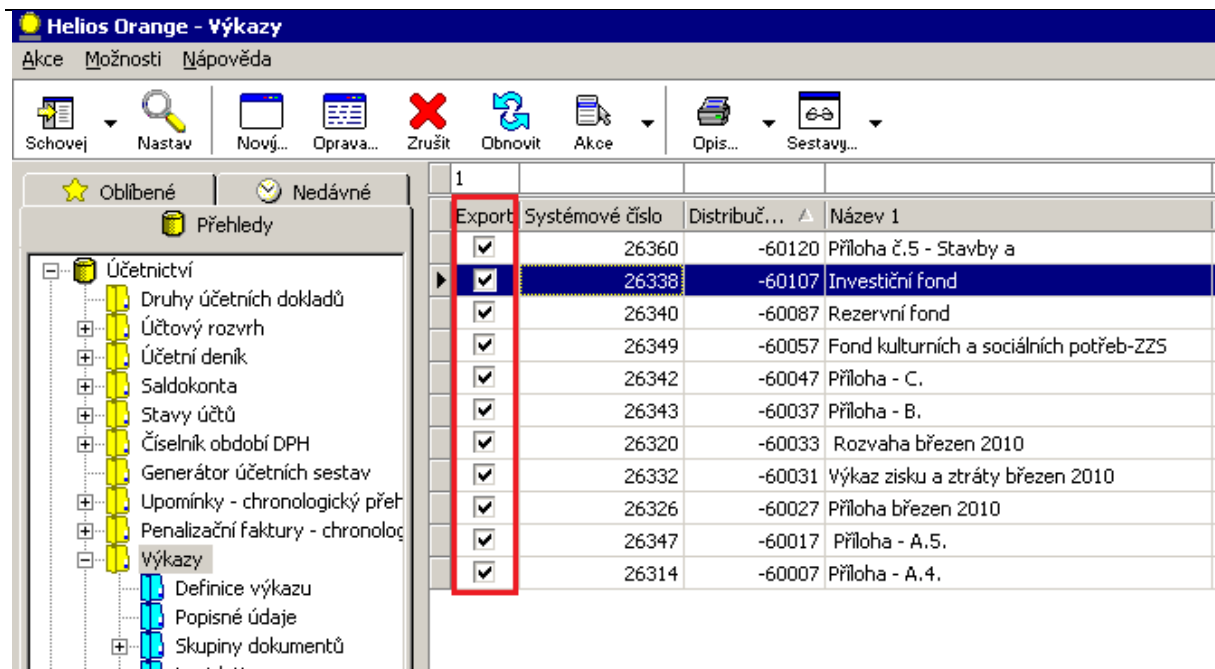 Helios Orange - Výkazy
Akce Možnosti Nápověda
Schovej Nastav Nový... Oprava... Zrušit Obnovit Akce Opis... Sestavy...
Oblíbené Nedávné
Přehledy
Účetnictví
Druhy účetních dokladů
Účtový rozvrh
Účetní deník
Saldokonta
Stavy účtů
Číselník období DPH
Generátor účetních sestav
Upomínky - chronologický přeh
Penalizační faktury - chronolog
Výkazy
Definice výkazu
Popisné údaje
Skupiny dokumentů
1
Export Systémové číslo Distribuč... Název 1
26360 -60120 Příloha č.5 - Stavby a
26338 -60107 Investiční fond
26340 -60087 Rezervní fond
26349 -60057 Fond kulturních a sociálních potřeb-ZZS
26342 -60047 Příloha - C.
26343 -60037 Příloha - B.
26320 -60033 Rozvaha březen 2010
26332 -60031 Výkaz zisku a ztráty březen 2010
26326 -60027 Příloha březen 2010
26347 -60017 Příloha - A.5.
26314 -60007 Příloha - A.4.